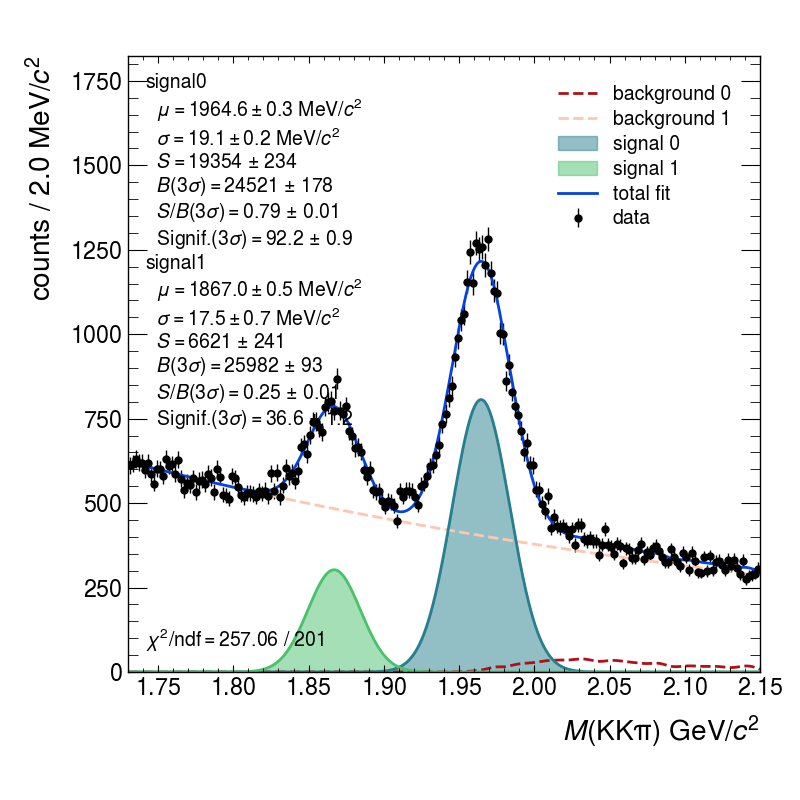 counts / 2.0 MeV/c²
1750
1500
1250
1000
750
500
250
0
signal0
μ = 1964.6 ± 0.3 MeV/c²
σ = 19.1 ± 0.2 MeV/c²
S = 19354 ± 234
B(3σ) = 24521 ± 178
S/B(3σ) = 0.79 ± 0.01
Signif.(3σ) = 92.2 ± 0.9
signal1
μ = 1867.0 ± 0.5 MeV/c²
σ = 17.5 ± 0.7 MeV/c²
S = 6621 ± 241
B(3σ) = 25982 ± 93
S/B(3σ) = 0.25 ± 0.01
Signif.(3σ) = 36.6
χ²/ndf = 257.06 / 201
background 0
background 1
signal 0
signal 1
total fit
data
1.75 1.80 1.85 1.90 1.95 2.00 2.05 2.10 2.15
M(KKπ) GeV/c²